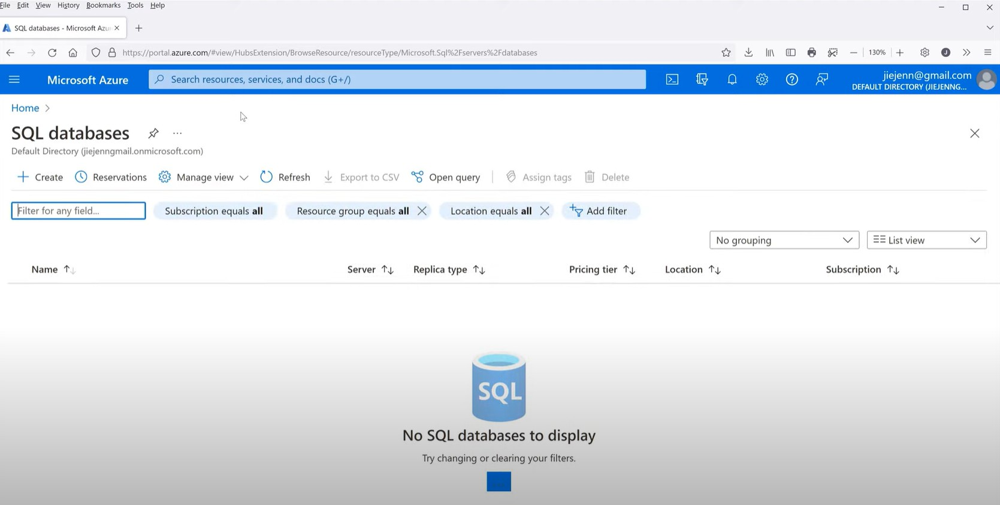 File Edit View History Bookmarks Tools Help
SQL databases - Microsoft Azu
https://portal.azure.com/#view/HubsExtension/BrowseResource/resourceType/Microsoft.Sql%2Fservers%2Fdatabases
130%
J
Microsoft Azure
Search resources, services, and docs (G+/)
jiejenn@gmail.com
DEFAULT DIRECTORY (JIEJENNG...
Home
SQL databases
Default Directory (jiejenngmail.onmicrosoft.com)
Create Reservations Manage view Refresh Export to CSV Open query Assign tags Delete
Filter for any field... Subscription equals all Resource group equals all Location equals all Add filter
No grouping List view
Name Server Replica type Pricing tier Location Subscription
SQL
No SQL databases to display
Try changing or clearing your filters.